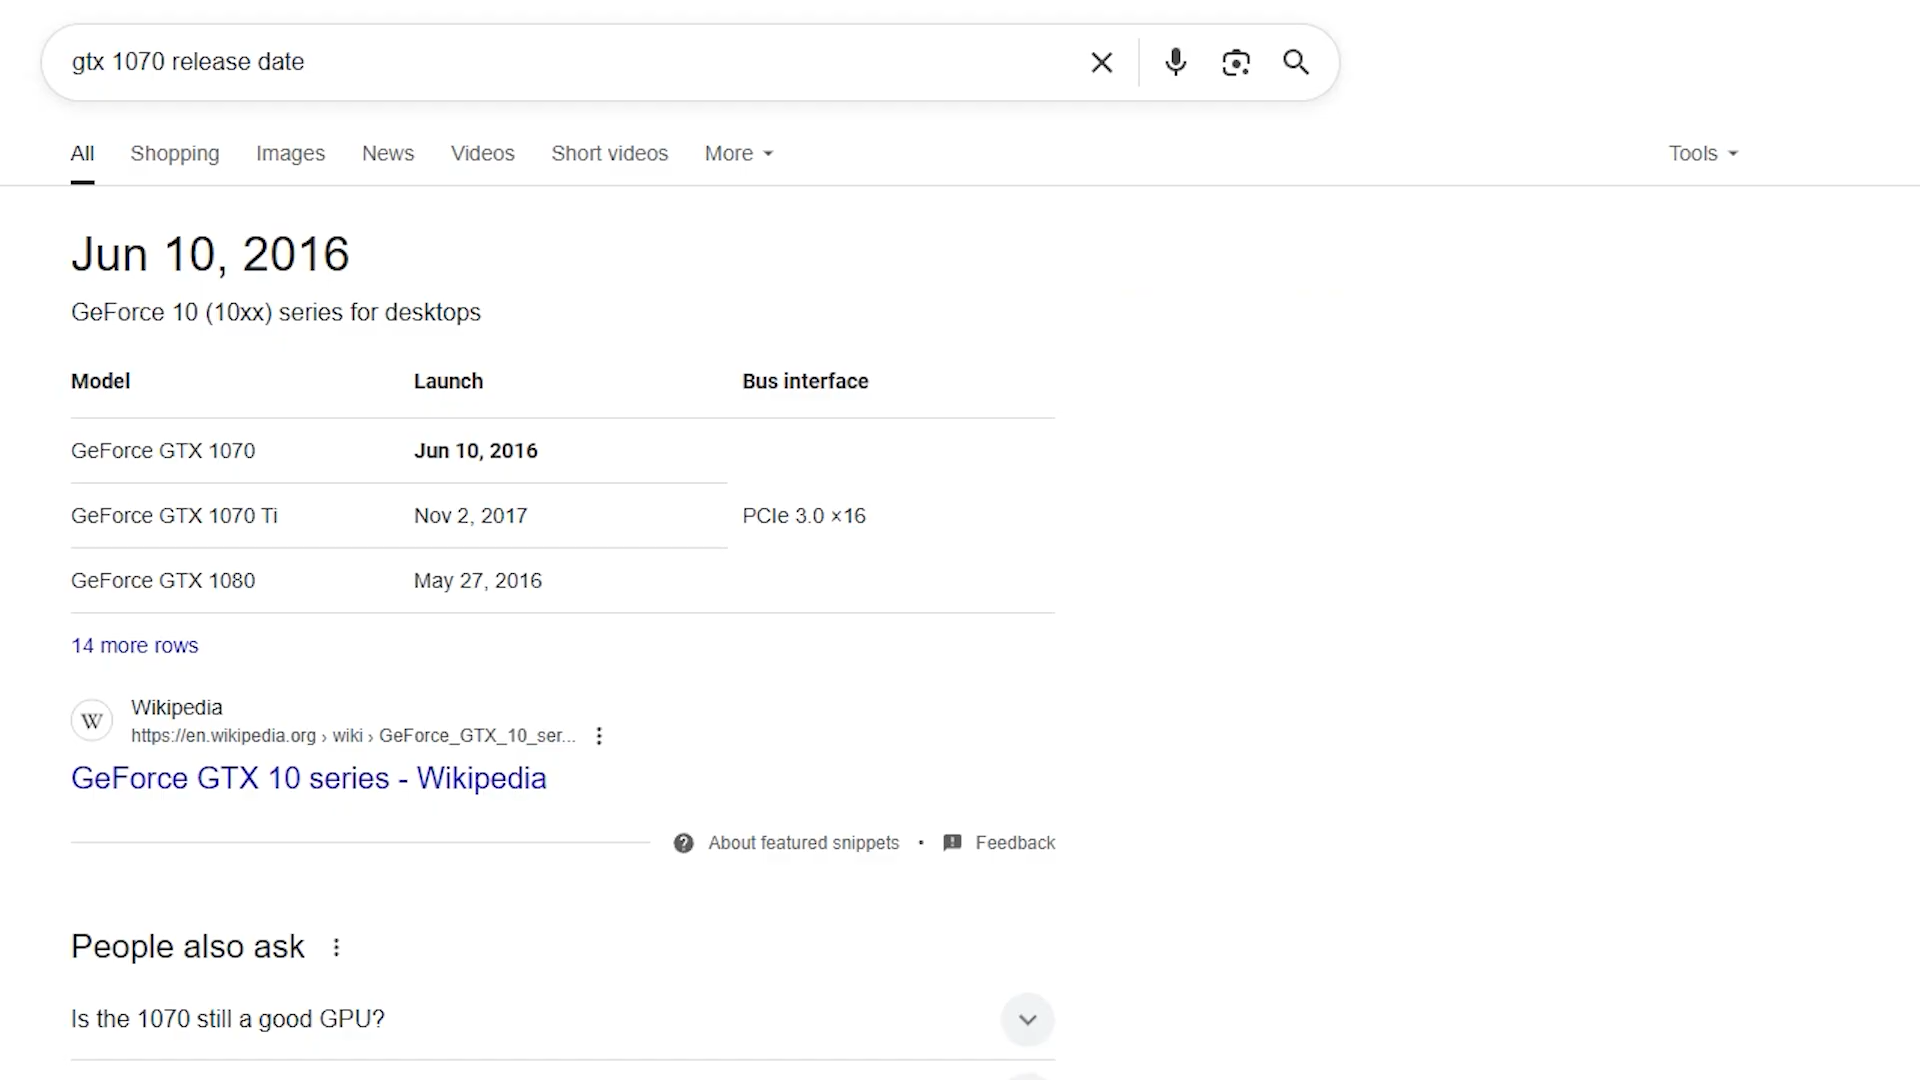 gtx 1070 release date
All Shopping Images News Videos Short videos More Tools
Jun 10, 2016
GeForce 10 (10xx) series for desktops
Model Launch Bus interface
GeForce GTX 1070 Jun 10, 2016
GeForce GTX 1070 Ti Nov 2, 2017 PCIe 3.0 ×16
GeForce GTX 1080 May 27, 2016
14 more rows
W Wikipedia
https://en.wikipedia.org › wiki › GeForce_GTX_10_ser...
GeForce GTX 10 series - Wikipedia
About featured snippets • Feedback
People also ask
Is the 1070 still a good GPU?